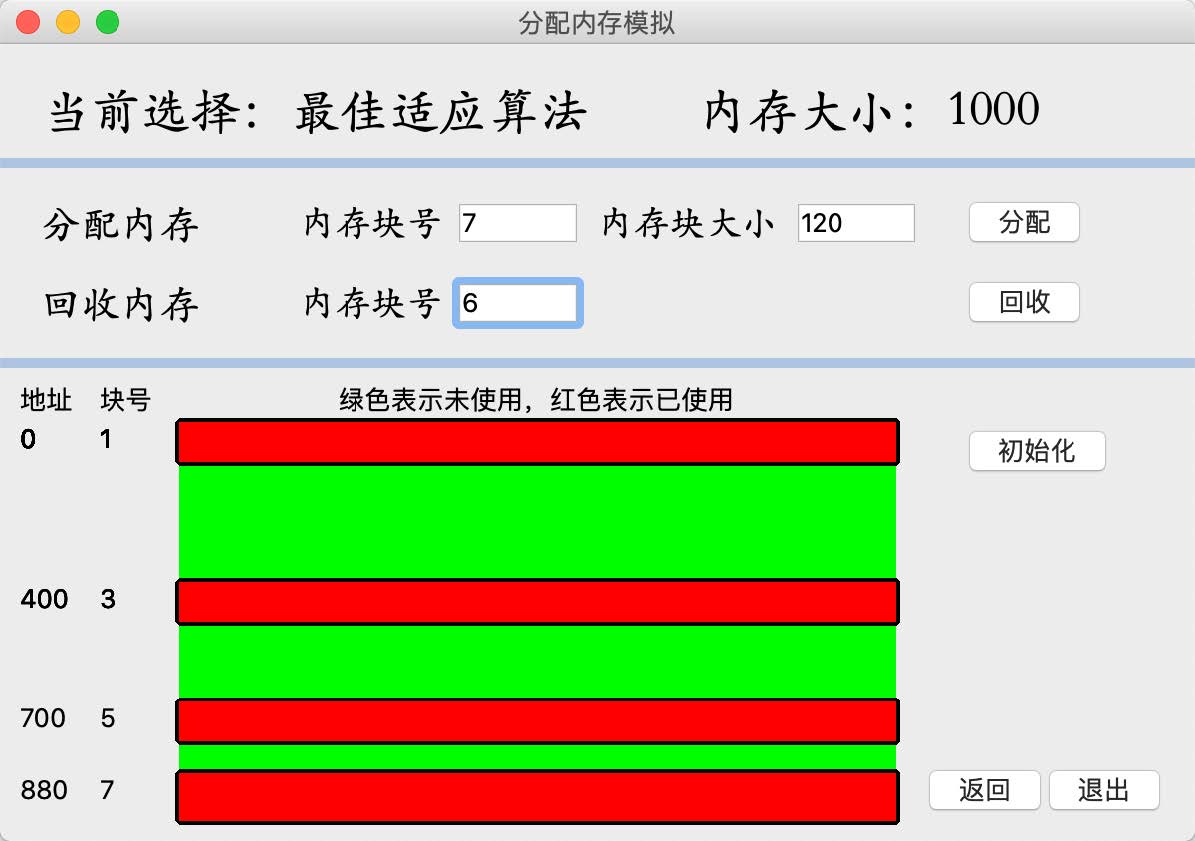 分配内存模拟
当前选择： 最佳适应算法 内存大小：1000
分配内存 内存块号 7 内存块大小 120 分配
回收内存 内存块号 6 回收
地址 块号 绿色表示未使用，红色表示已使用
0 1 初始化
400 3
700 5
880 7 返回 退出